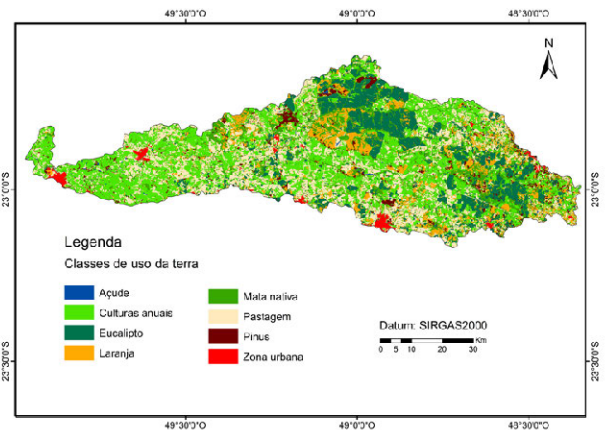 49°30'0"O 49°0'0"O 48°30'0"O
N
23°0'0"S 23°0'0"S
Legenda
Classes de uso da terra
Açude
Culturas anuais
Eucalipto
Laranja
Mata nativa
Pastagem
Pinus
Zona urbana
Datum: SIRGAS2000
0 5 10 20 30 Km
23°30'0"S 23°30'0"S
49°30'0"O 49°0'0"O 48°30'0"O